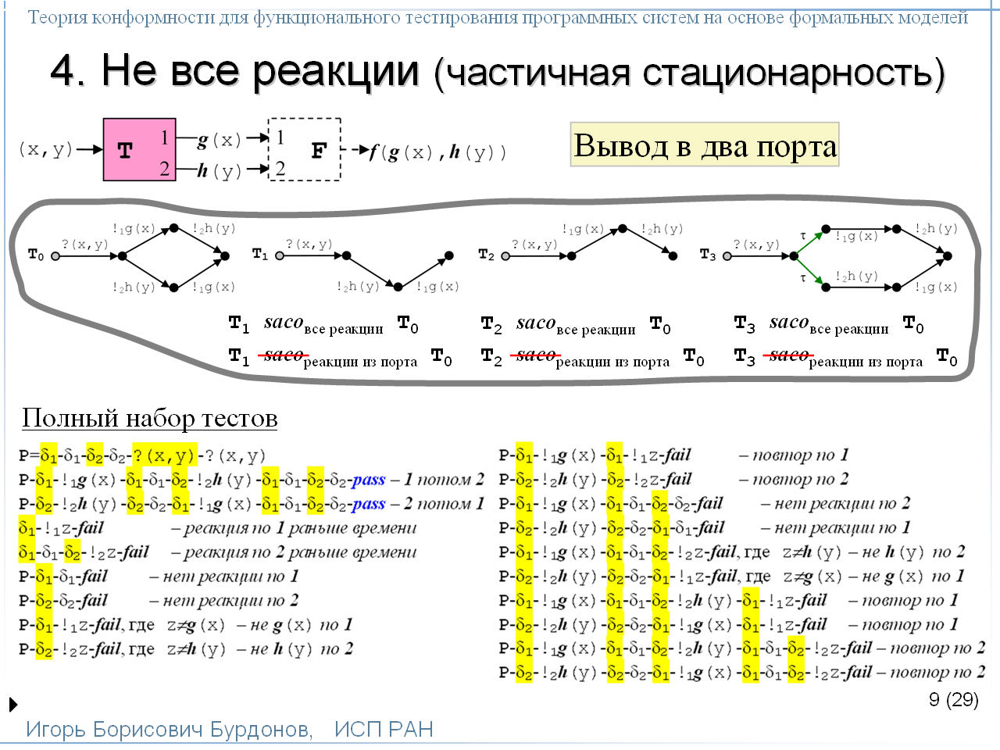 Теория конформности для функционального тестирования программных систем на основе формальных моделей
4. Не все реакции (частичная стационарность)
(x,y) T 1 2 g(x) h(y) 1 2 F f(g(x),h(y))
Вывод в два порта
T₀ ?(x,y) !₁g(x) !₂h(y) !₂h(y) !₁g(x)
T₁ ?(x,y) !₂h(y) !₁g(x)
T₂ ?(x,y) !₁g(x) !₂h(y)
T₃ ?(x,y) τ !₁g(x) !₂h(y) τ !₂h(y) !₁g(x)
T₁ saco все реакции T₀ T₂ saco все реакции T₀ T₃ saco все реакции T₀
T₁ saco реакции из порта T₀ T₂ saco реакции из порта T₀ T₃ saco реакции из порта T₀
Полный набор тестов
P=δ₁-δ₁-δ₂-δ₂-?(x,y)-?(x,y)
P-δ₁-!₁g(x)-δ₁-δ₁-δ₂-!₂h(y)-δ₁-δ₁-δ₂-δ₂-pass – 1 потом 2
P-δ₂-!₂h(y)-δ₂-δ₂-δ₁-!₁g(x)-δ₁-δ₁-δ₂-δ₂-pass – 2 потом 1
δ₁-!₁z-fail – реакция по 1 раньше времени
δ₁-δ₁-δ₂-!₂z-fail – реакция по 2 раньше времени
P-δ₁-δ₁-fail – нет реакции по 1
P-δ₂-δ₂-fail – нет реакции по 2
P-δ₁-!₁z-fail, где z≠g(x) – не g(x) по 1
P-δ₂-!₂z-fail, где z≠h(y) – не h(y) по 2
P-δ₁-!₁g(x)-δ₁-!₁z-fail – повтор по 1
P-δ₂-!₂h(y)-δ₂-!₂z-fail – повтор по 2
P-δ₁-!₁g(x)-δ₁-δ₁-δ₂-δ₂-fail – нет реакции по 2
P-δ₂-!₂h(y)-δ₂-δ₂-δ₁-δ₁-fail – нет реакции по 1
P-δ₁-!₁g(x)-δ₁-δ₁-δ₂-!₂z-fail, где z≠h(y) – не h(y) по 2
P-δ₂-!₂h(y)-δ₂-δ₂-δ₁-!₁z-fail, где z≠g(x) – не g(x) по 1
P-δ₁-!₁g(x)-δ₁-δ₁-δ₂-!₂h(y)-δ₁-!₁z-fail – повтор по 1
P-δ₂-!₂h(y)-δ₂-δ₂-δ₁-!₁g(x)-δ₁-!₁z-fail – повтор по 1
P-δ₁-!₁g(x)-δ₁-δ₁-δ₂-!₂h(y)-δ₁-δ₁-δ₂-!₂z-fail – повтор по 2
P-δ₂-!₂h(y)-δ₂-δ₂-δ₁-!₁g(x)-δ₁-δ₁-δ₂-!₂z-fail – повтор по 2
9 (29)
Игорь Борисович Бурдонов, ИСП РАН